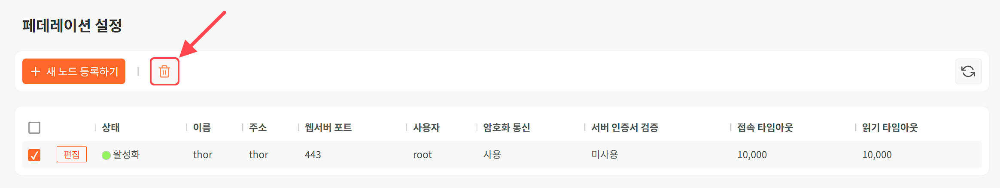 페데레이션 설정
새 노드 등록하기
상태 이름 주소 웹서버 포트 사용자 암호화 통신 서버 인증서 검증 접속 타임아웃 읽기 타임아웃
편집 활성화 thor thor 443 root 사용 미사용 10,000 10,000